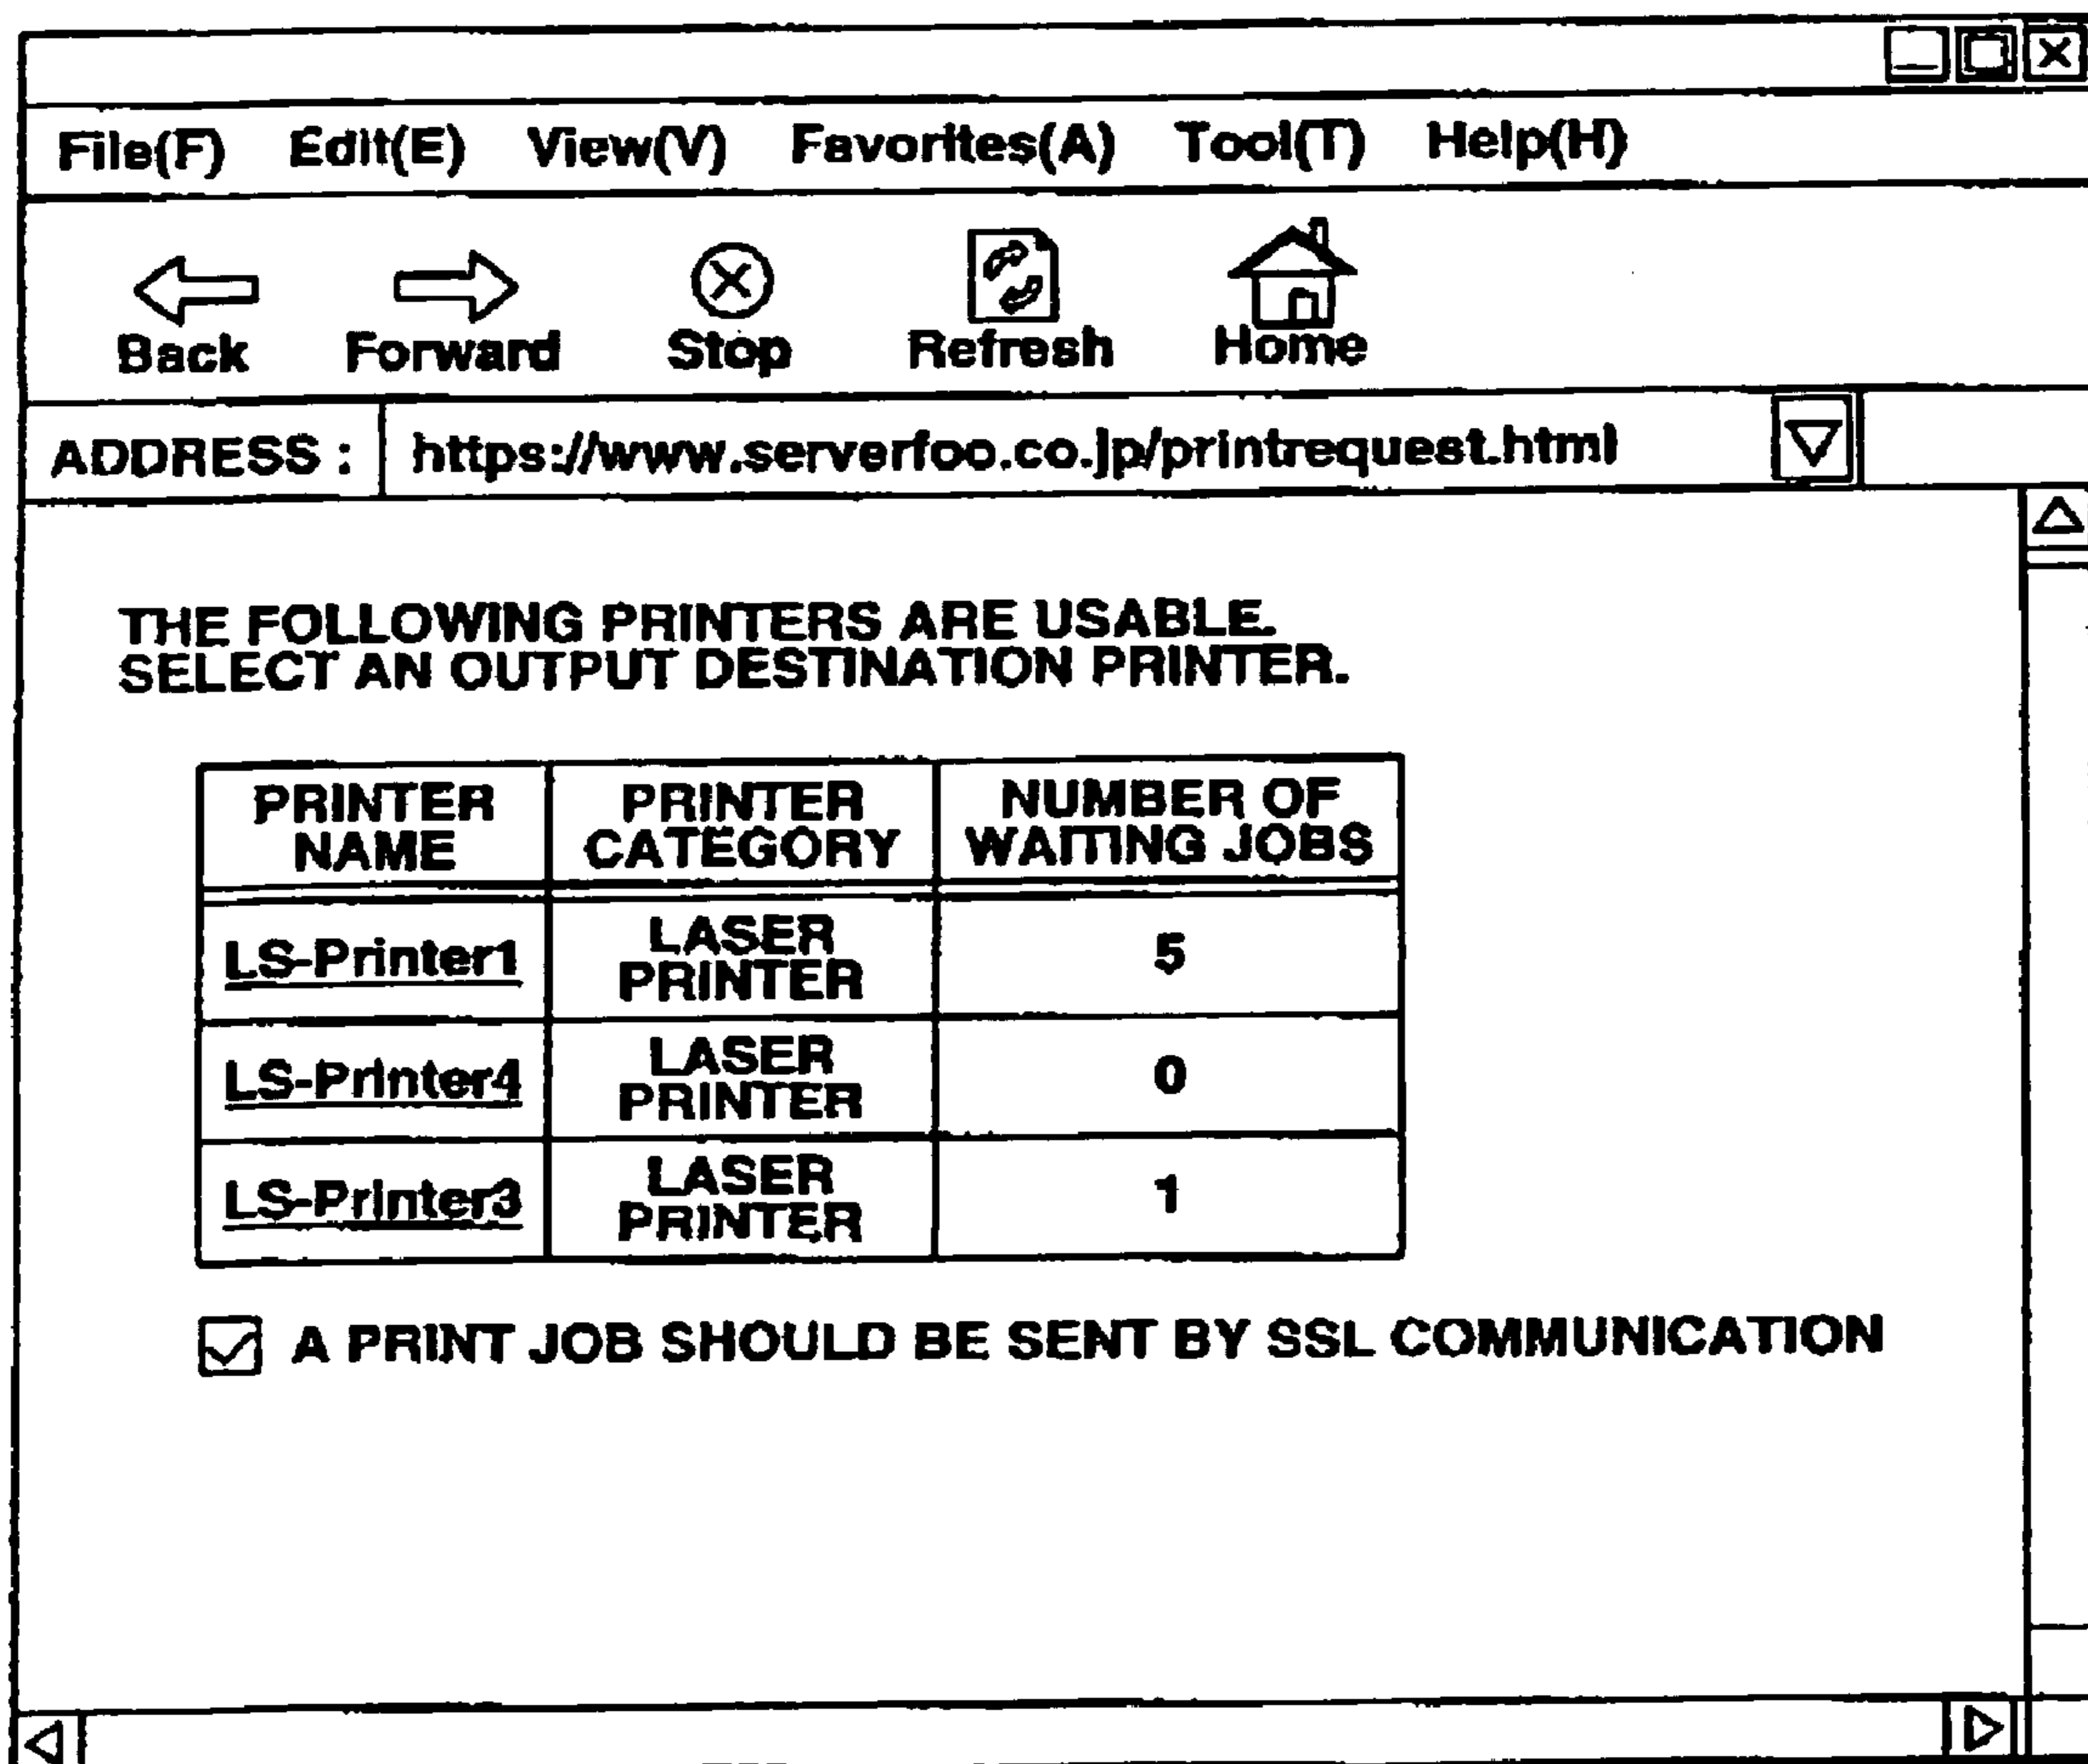 File(F) Edit(E) View(V) Favorites(A) Tool(T) Help(H)
Back Forward Stop Refresh Home
ADDRESS : https://www.serverfoo.co.jp/printrequest.html
THE FOLLOWING PRINTERS ARE USABLE.
SELECT AN OUTPUT DESTINATION PRINTER.
PRINTER NAME PRINTER CATEGORY NUMBER OF WAITING JOBS
LS-Printer1 LASER PRINTER 5
LS-Printer4 LASER PRINTER 0
LS-Printer3 LASER PRINTER 1
A PRINT JOB SHOULD BE SENT BY SSL COMMUNICATION